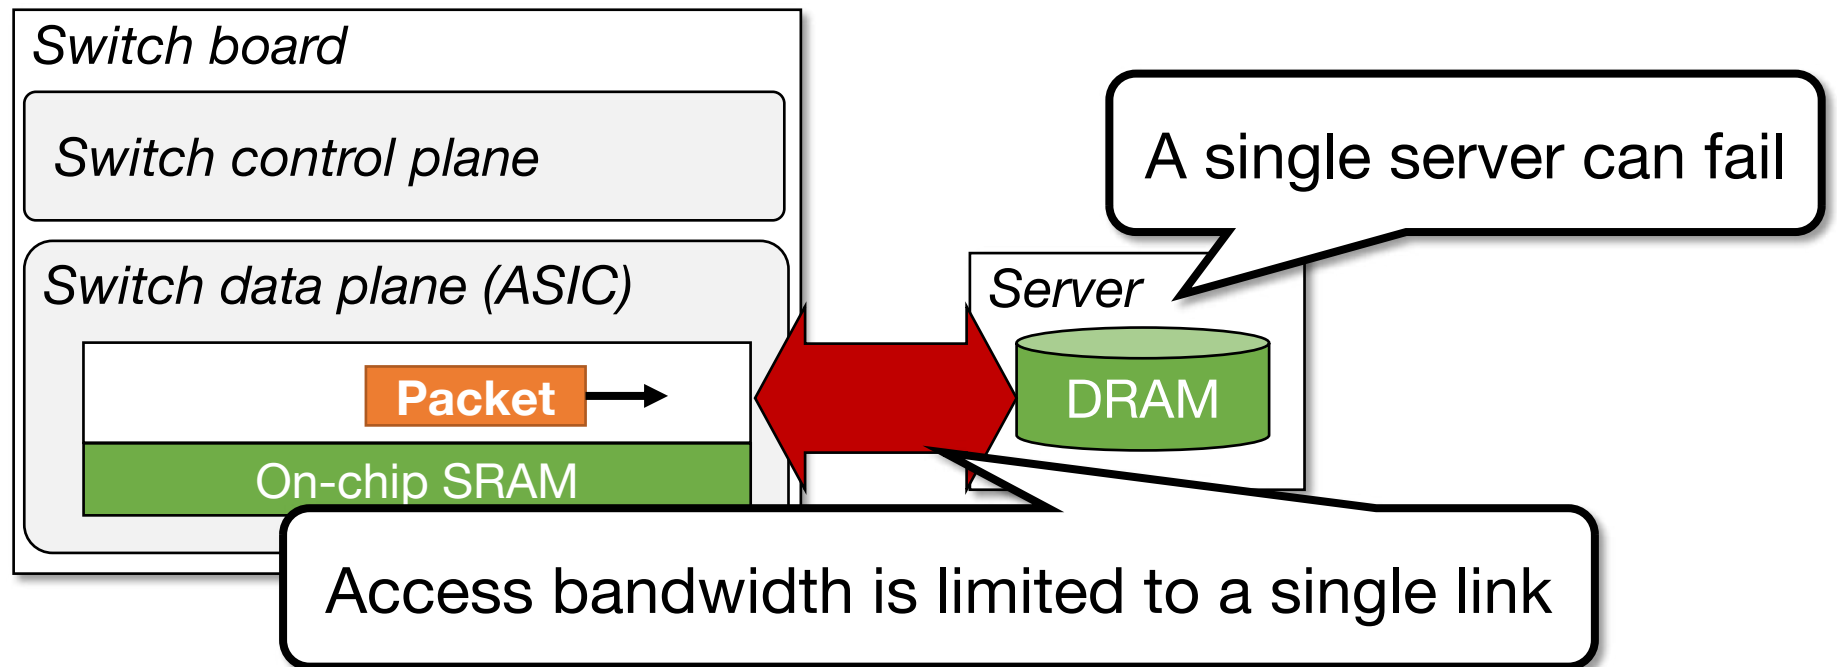 Switch board
Switch control plane
A single server can fail
Switch data plane (ASIC)
Server
Packet
DRAM
On-chip SRAM
Access bandwidth is limited to a single link